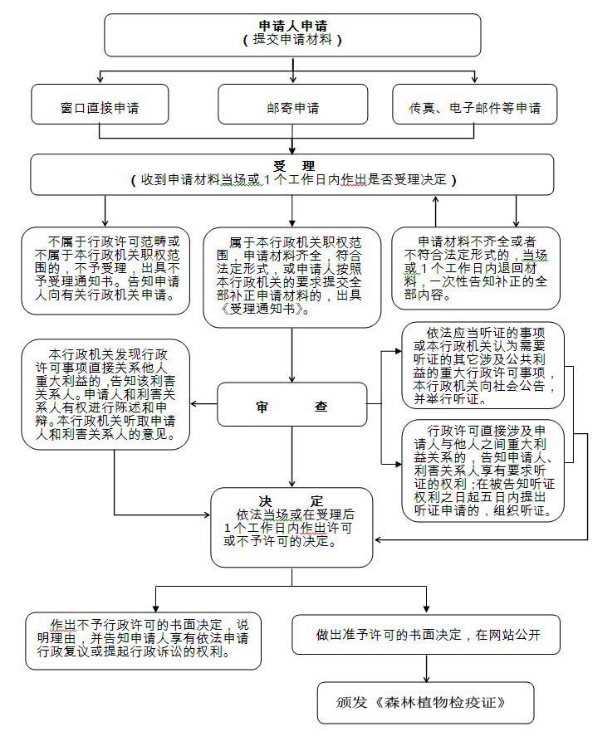 申请人申请
（提交申请材料）
窗口直接申请
邮寄申请
传真、电子邮件等申请
受 理
（收到申请材料当场或1个工作日内作出是否受理决定）
不属于行政许可范畴或
不属于本行政机关职权范
围的，不予受理，出具不
予受理通知书。告知申请
人向有关行政机关申请。
属于本行政机关职权范
围，申请材料齐全，符合
法定形式，或申请人按照
本行政机关的要求提交全
部补正申请材料的，出具
《受理通知书》。
申请材料不齐全或者
不符合法定形式的，当场
或1个工作日内退回材
料，一次性告知补正的全
部内容。
本行政机关发现行政
许可事项直接关系他人
重大利益的，告知该利害
关系人。申请人和利害关
系人有权进行陈述和申
辩。本行政机关听取申请
人和利害关系人的意见。
审 查
依法应当听证的事项
或本行政机关认为需要
听证的其它涉及公共利
益的重大行政许可事项，
本行政机关向社会公告，
并举行听证。
行政许可直接涉及申
请人与他人之间重大利
益关系的，告知申请人、
利害关系人享有要求听
证的权利；在被告知听证
权利之日起五日内提出
听证申请的，组织听证。
决 定
依法当场或在受理后
1个工作日内作出许可
或不予许可的决定。
作出不予行政许可的书面决定，说
明理由，并告知申请人享有依法申请
行政复议或提起行政诉讼的权利。
做出准予许可的书面决定，在网站公开
颁发《森林植物检疫证》